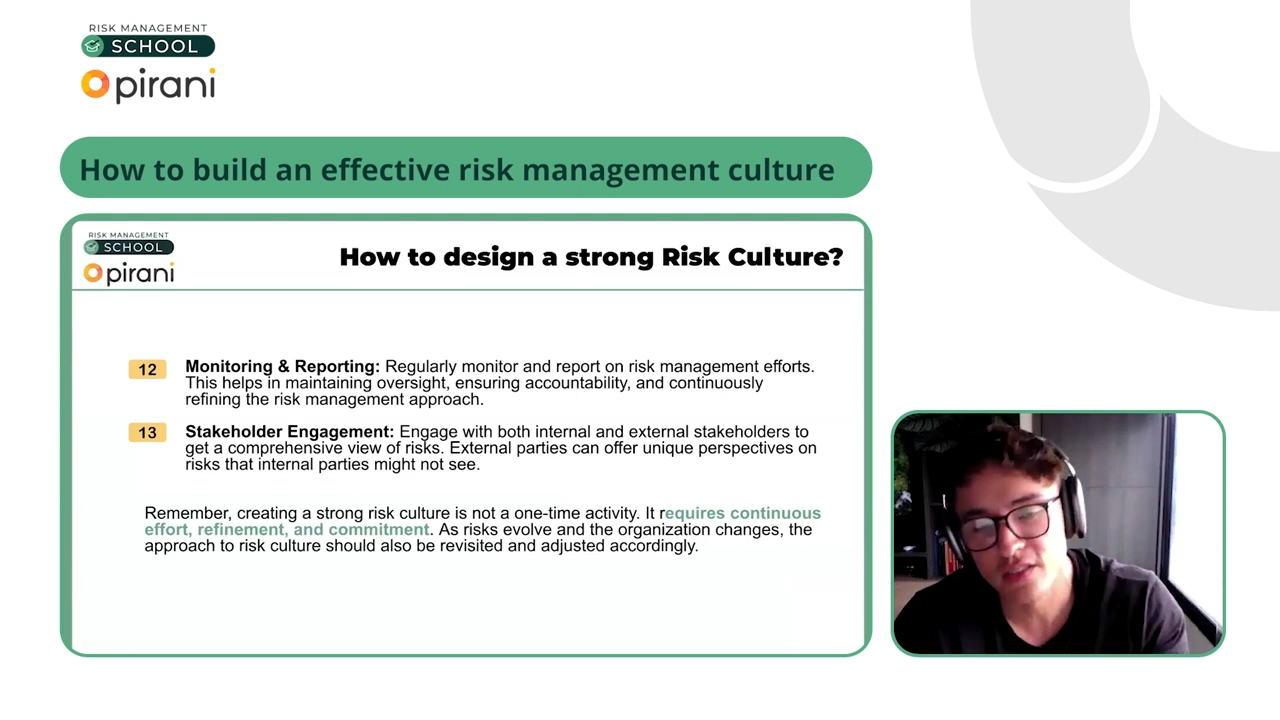 RISK MANAGEMENT
SCHOOL
pirani
How to build an effective risk management culture
RISK MANAGEMENT
SCHOOL
pirani
How to design a strong Risk Culture?
12 Monitoring & Reporting: Regularly monitor and report on risk management efforts.
This helps in maintaining oversight, ensuring accountability, and continuously
refining the risk management approach.
13 Stakeholder Engagement: Engage with both internal and external stakeholders to
get a comprehensive view of risks. External parties can offer unique perspectives on
risks that internal parties might not see.
Remember, creating a strong risk culture is not a one-time activity. It requires continuous
effort, refinement, and commitment. As risks evolve and the organization changes, the
approach to risk culture should also be revisited and adjusted accordingly.